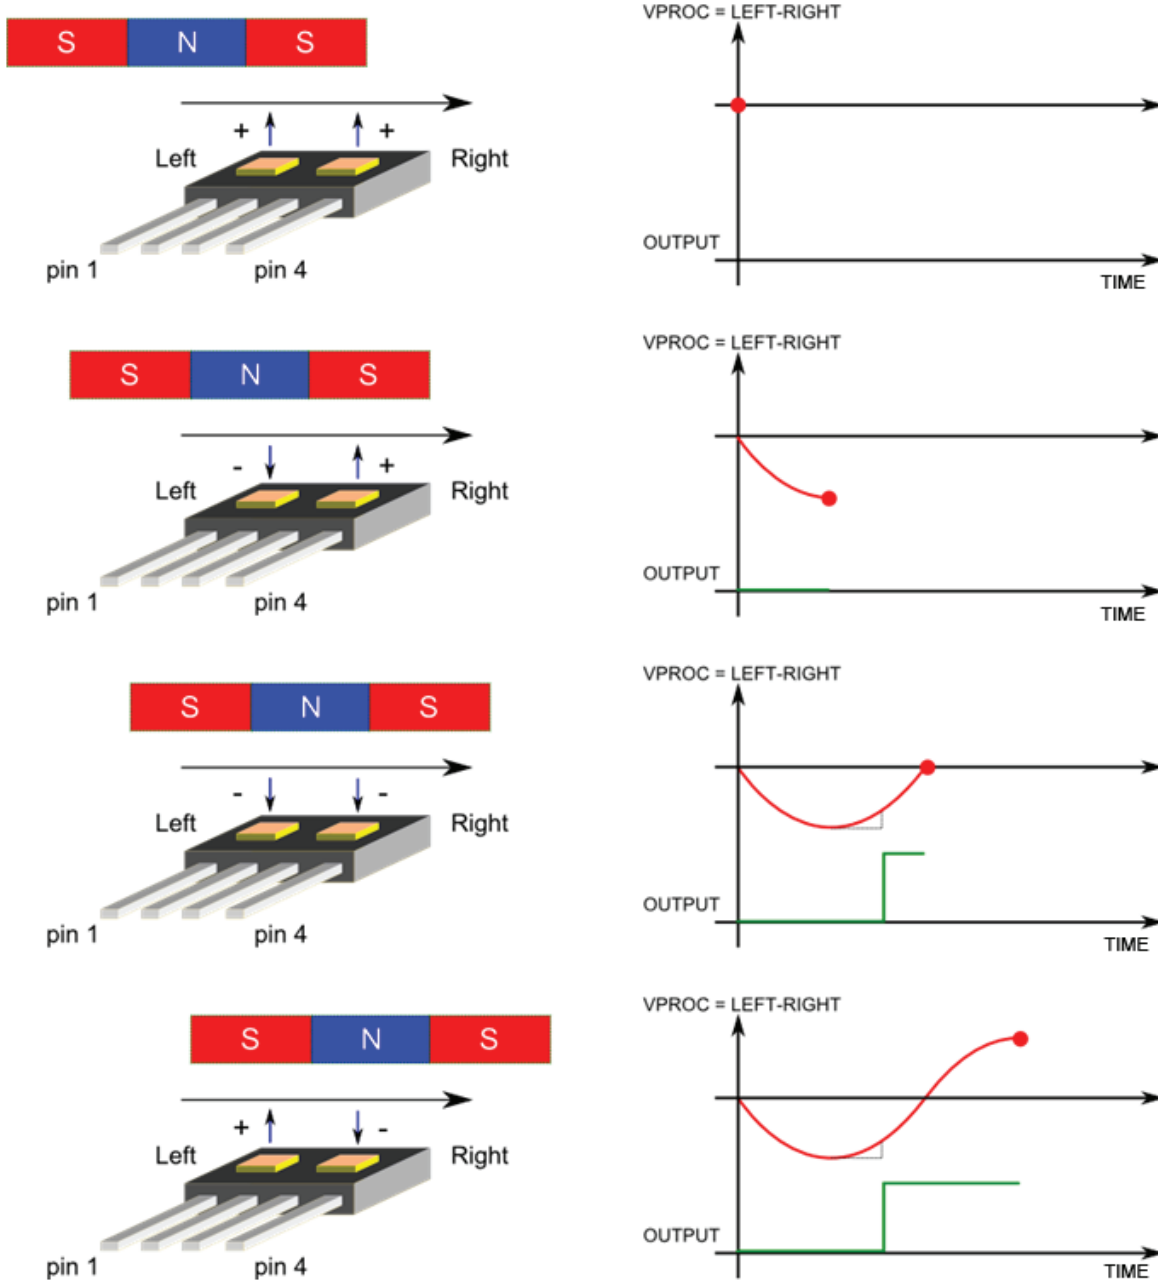 S N S
+ +
Left Right
pin 1 pin 4
VPROC = LEFT-RIGHT
OUTPUT
TIME
S N S
- +
Left Right
pin 1 pin 4
VPROC = LEFT-RIGHT
OUTPUT
TIME
S N S
- -
Left Right
pin 1 pin 4
VPROC = LEFT-RIGHT
OUTPUT
TIME
S N S
+ -
Left Right
pin 1 pin 4
VPROC = LEFT-RIGHT
OUTPUT
TIME